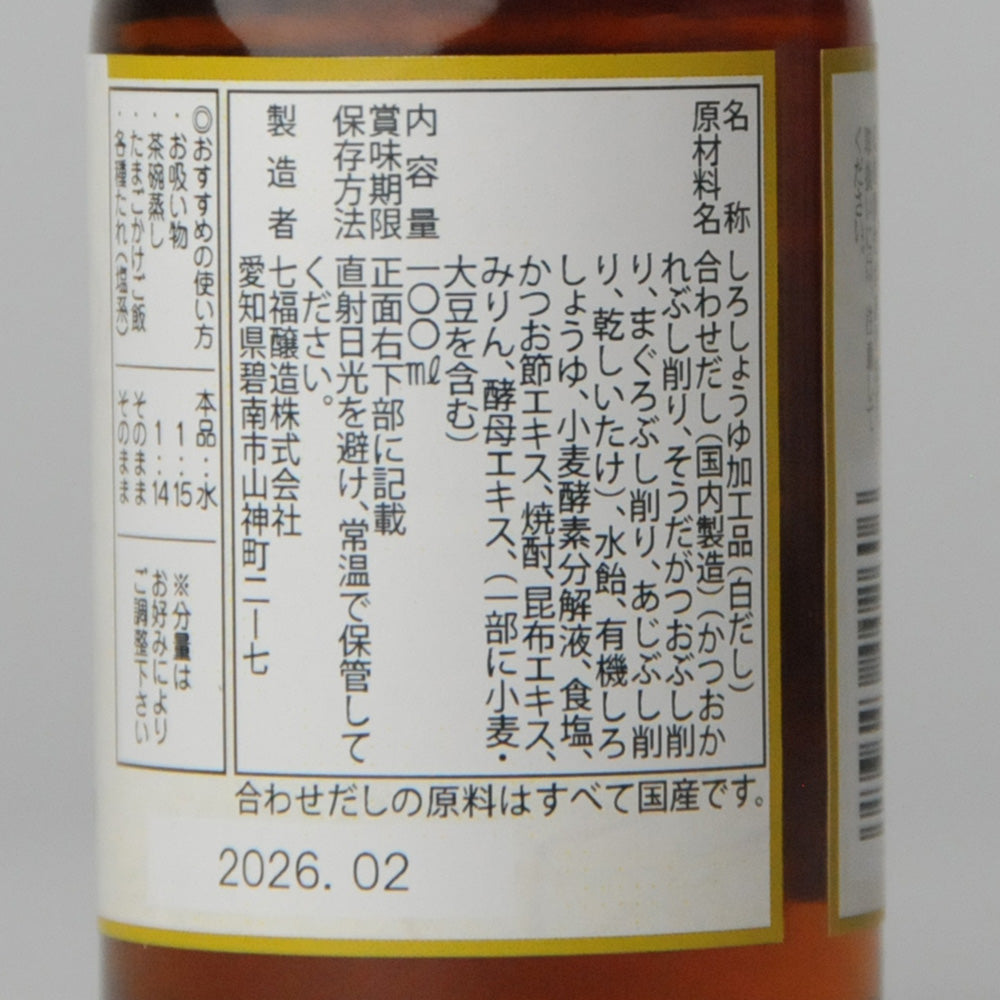 名称 しろしょうゆ加工品(白だし)
原材料名 合わせだし(国内製造)(かつおか
れぶし削り、そうだがつおぶし削
り、まぐろぶし削り、あじぶし削
り、乾しいたけ)、水飴、有機しろ
しょうゆ、小麦酵素分解液、食塩、
かつお節エキス、焼酎、昆布エキス、
みりん、酵母エキス、(一部に小麦・
大豆を含む)
内容量 一〇〇ml
賞味期限 正面右下部に記載
保存方法 直射日光を避け、常温で保管して
ください。
製造者 七福醸造株式会社
愛知県碧南市山神町二ー七
◎おすすめの使い方 本品:水
・お吸い物 1:15
・茶碗蒸し 1:14
・たまごかけご飯 そのまま
・各種たれ(塩系) そのまま
※分量は
お好みにより
ご調整下さい
合わせだしの原料はすべて国産です。
2026. 02
ください。